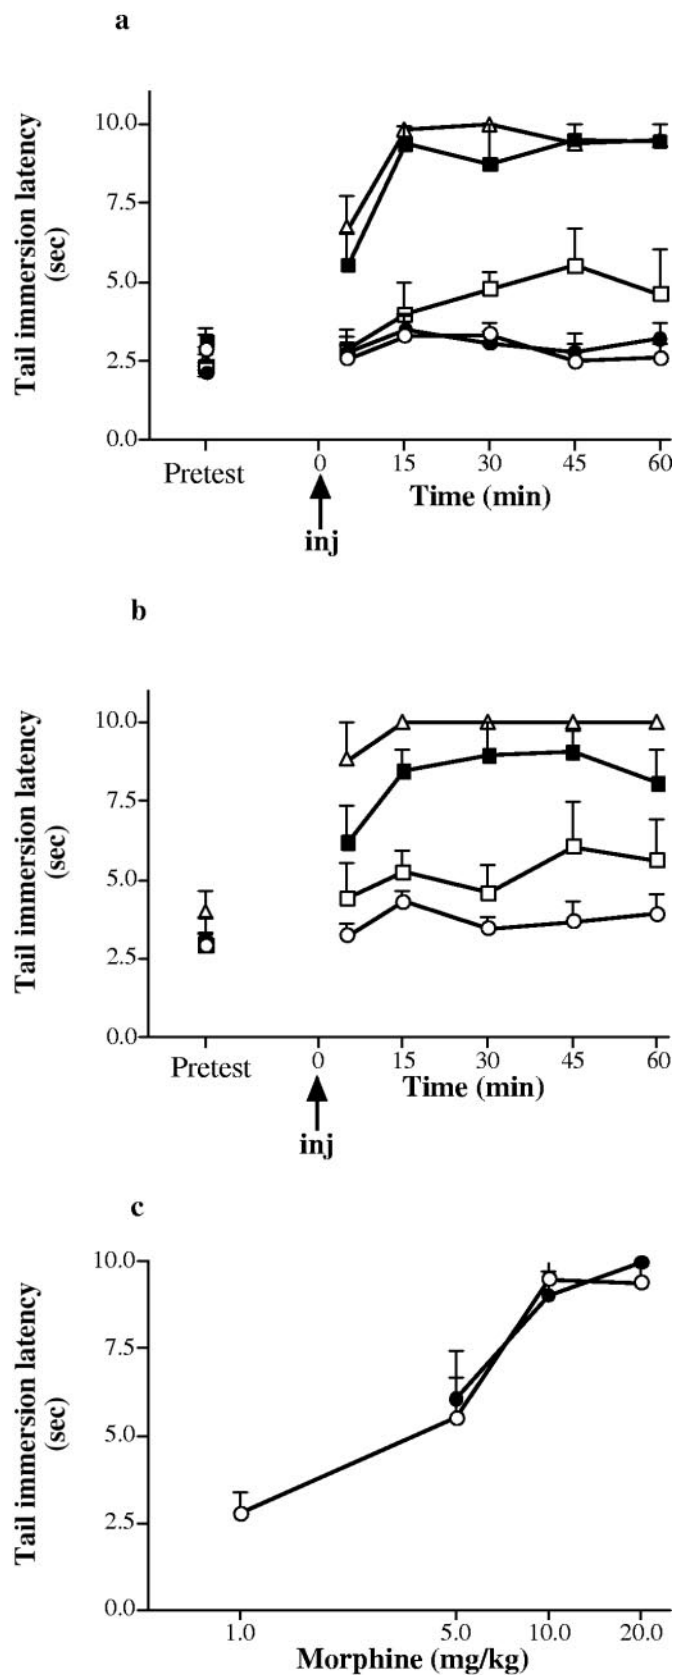 a
Tail immersion latency
(sec)
10.0
7.5
5.0
2.5
0.0
Pretest
0
15
30
45
60
Time (min)
inj
b
Tail immersion latency
(sec)
10.0
7.5
5.0
2.5
0.0
Pretest
0
15
30
45
60
Time (min)
inj
c
Tail immersion latency
(sec)
10.0
7.5
5.0
2.5
0.0
1.0
5.0
10.0
20.0
Morphine (mg/kg)